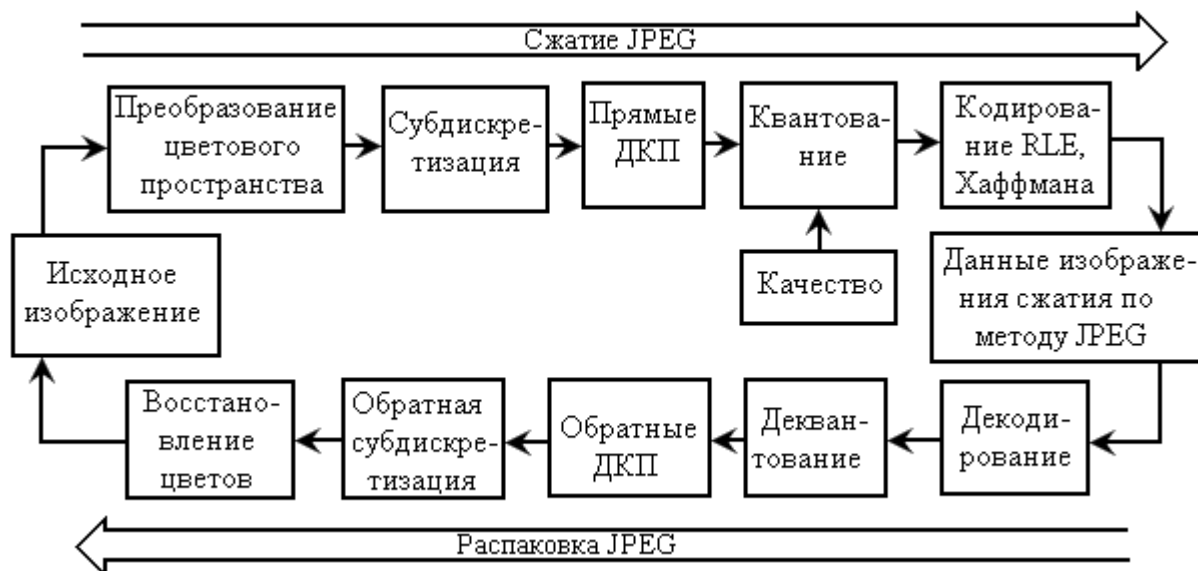 Сжатие JPEG
Преобразование
цветового
пространства
Субдискре-
тизация
Прямые
ДКП
Квантова-
ние
Кодирова-
ние RLE,
Хаффмана
Исходное
изображение
Качество
Данные изображе-
ния сжатия по
методу JPEG
Восстано-
вление
цветов
Обратная
субдискре-
тизация
Обратные
ДКП
Деквան-
тование
Декоди-
рование
Распаковка JPEG